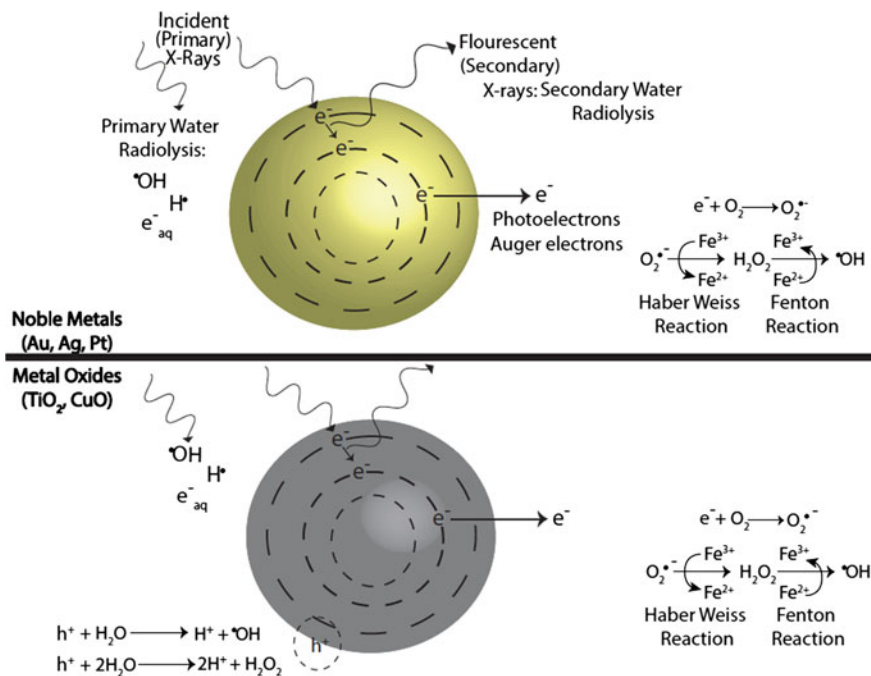 Incident
(Primary)
X-Rays
Flourescent
(Secondary)
X-rays: Secondary Water
Radiolysis
Primary Water
Radiolysis:
•OH
H•
e⁻aq
e⁻
e⁻
e⁻
e⁻
Photoelectrons
Auger electrons
e⁻ + O₂ → O₂•⁻
O₂•⁻ → H₂O₂ → •OH
Fe³⁺ Fe³⁺
Fe²⁺ Fe²⁺
Haber Weiss
Reaction
Fenton
Reaction
Noble Metals
(Au, Ag, Pt)
Metal Oxides
(TiO₂, CuO)
•OH
H•
e⁻aq
e⁻
e⁻
e⁻
e⁻
e⁻ + O₂ → O₂•⁻
O₂•⁻ → H₂O₂ → •OH
Fe³⁺ Fe³⁺
Fe²⁺ Fe²⁺
Haber Weiss
Reaction
Fenton
Reaction
h⁺
h⁺ + H₂O → H⁺ + •OH
h⁺ + 2H₂O → 2H⁺ + H₂O₂